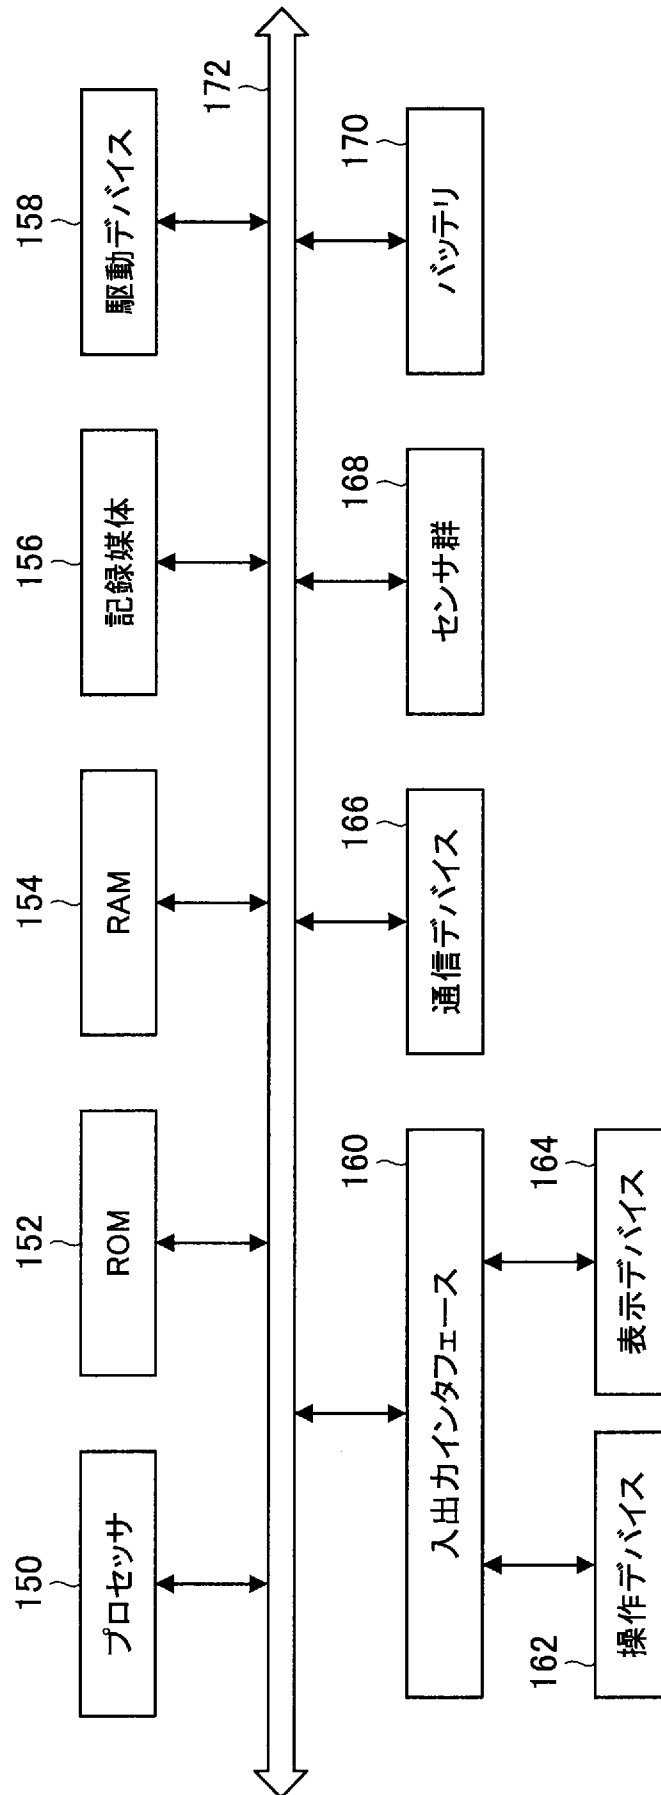 150
プロセッサ
152
ROM
154
RAM
156
記録媒体
158
駆動デバイス
172
160
入出力インタフェース
166
通信デバイス
168
センサ群
170
バッテリ
162
操作デバイス
164
表示デバイス